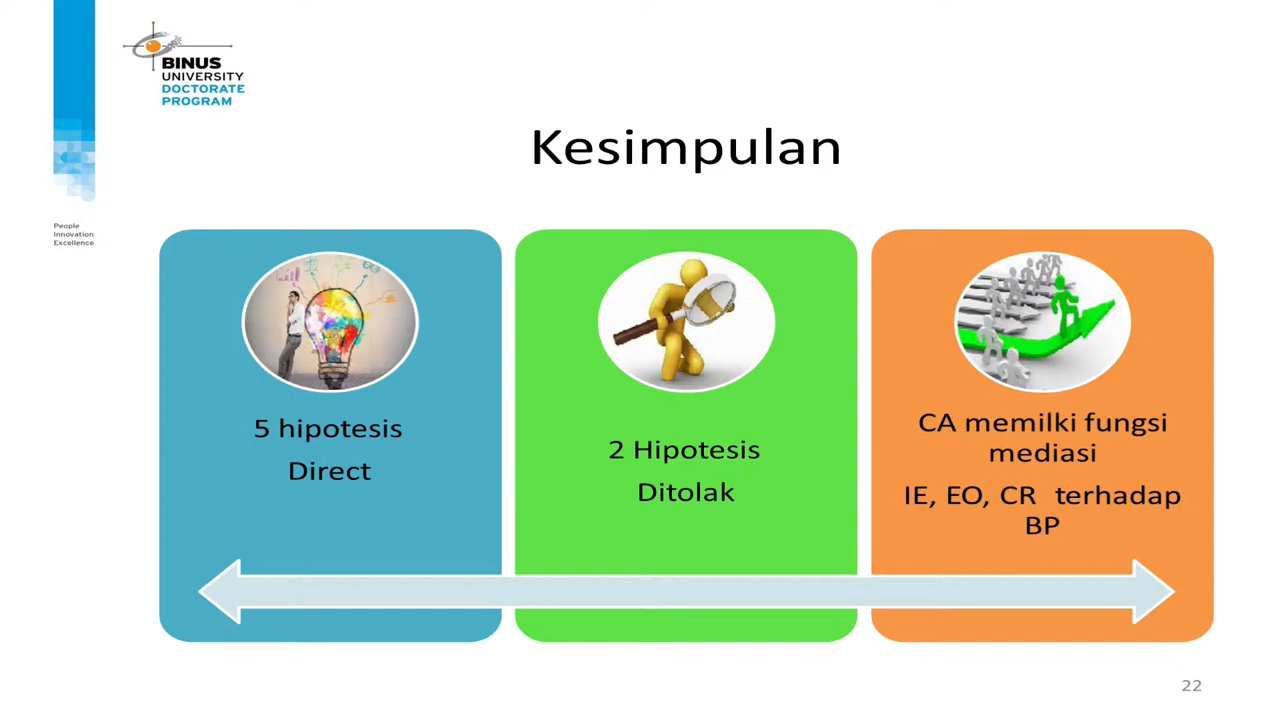 BINUS
UNIVERSITY
DOCTORATE
PROGRAM
Kesimpulan
People
Innovation
Excellence
5 hipotesis
Direct
2 Hipotesis
Ditolak
CA memilki fungsi
mediasi
IE, EO, CR terhadap
BP
22